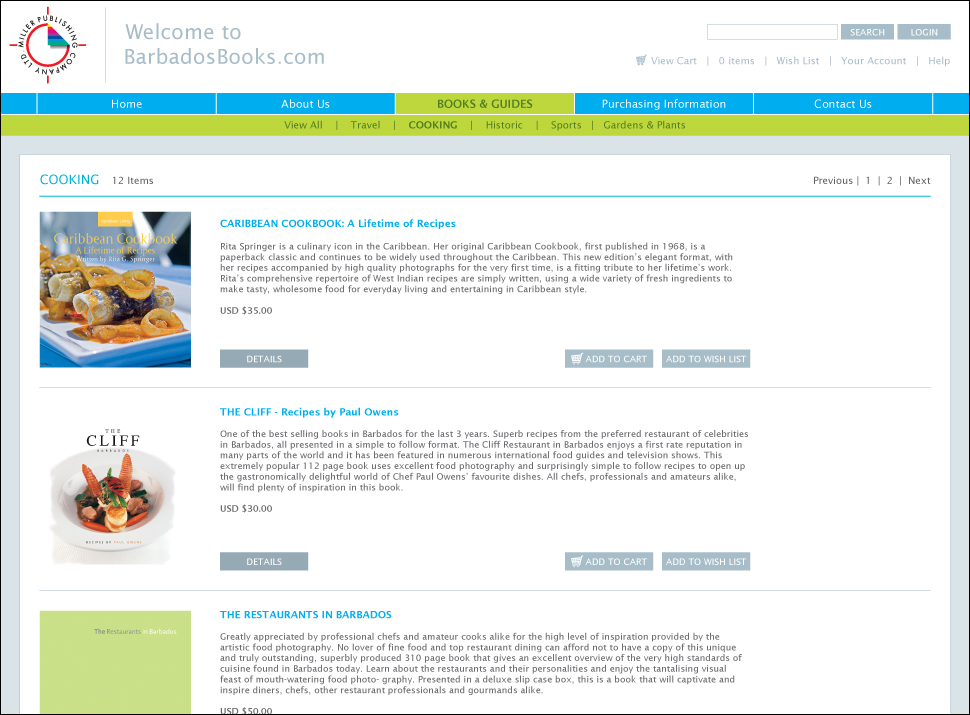 MILLER PUBLISHING COMPANY LTD.
Welcome to
BarbadosBooks.com
SEARCH
LOGIN
View Cart | 0 items | Wish List | Your Account | Help
Home
About Us
BOOKS & GUIDES
Purchasing Information
Contact Us
View All | Travel | COOKING | Historic | Sports | Gardens & Plants
COOKING 12 Items
Previous | 1 | 2 | Next
Caribbean Cookbook
A Lifetime of Recipes
Written by Rita G. Springer
CARIBBEAN COOKBOOK: A Lifetime of Recipes
Rita Springer is a culinary icon in the Caribbean. Her original Caribbean Cookbook, first published in 1968, is a
paperback classic and continues to be widely used throughout the Caribbean. This new edition's elegant format, with
her recipes accompanied by high quality photographs for the very first time, is a fitting tribute to her lifetime's work.
Rita's comprehensive repertoire of West Indian recipes are simply written, using a wide variety of fresh ingredients to
make tasty, wholesome food for everyday living and entertaining in Caribbean style.
USD $35.00
DETAILS
ADD TO CART
ADD TO WISH LIST
THE
CLIFF
BARBADOS
RECIPES BY PAUL OWENS
THE CLIFF - Recipes by Paul Owens
One of the best selling books in Barbados for the last 3 years. Superb recipes from the preferred restaurant of celebrities
in Barbados, all presented in a simple to follow format. The Cliff Restaurant in Barbados enjoys a first rate reputation in
many parts of the world and it has been featured in numerous international food guides and television shows. This
extremely popular 112 page book uses excellent food photography and surprisingly simple to follow recipes to open up
the gastronomically delightful world of Chef Paul Owens' favourite dishes. All chefs, professionals and amateurs alike,
will find plenty of inspiration in this book.
USD $30.00
DETAILS
ADD TO CART
ADD TO WISH LIST
The Restaurants in Barbados
THE RESTAURANTS IN BARBADOS
Greatly appreciated by professional chefs and amateur cooks alike for the high level of inspiration provided by the
artistic food photography. No lover of fine food and top restaurant dining can afford not to have a copy of this unique
and truly outstanding, superbly produced 310 page book that gives an excellent overview of the very high standards of
cuisine found in Barbados today. Learn about the restaurants and their personalities and enjoy the tantalising visual
feast of mouth-watering food photo- graphy. Presented in a deluxe slip case box, this is a book that will captivate and
inspire diners, chefs, other restaurant professionals and gourmands alike.
USD $50.00